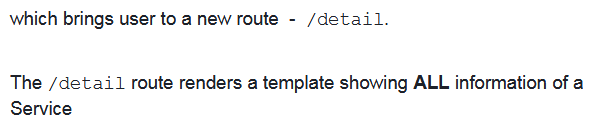 which brings user to a new route - /detail.
The /detail route renders a template showing ALL information of a
Service